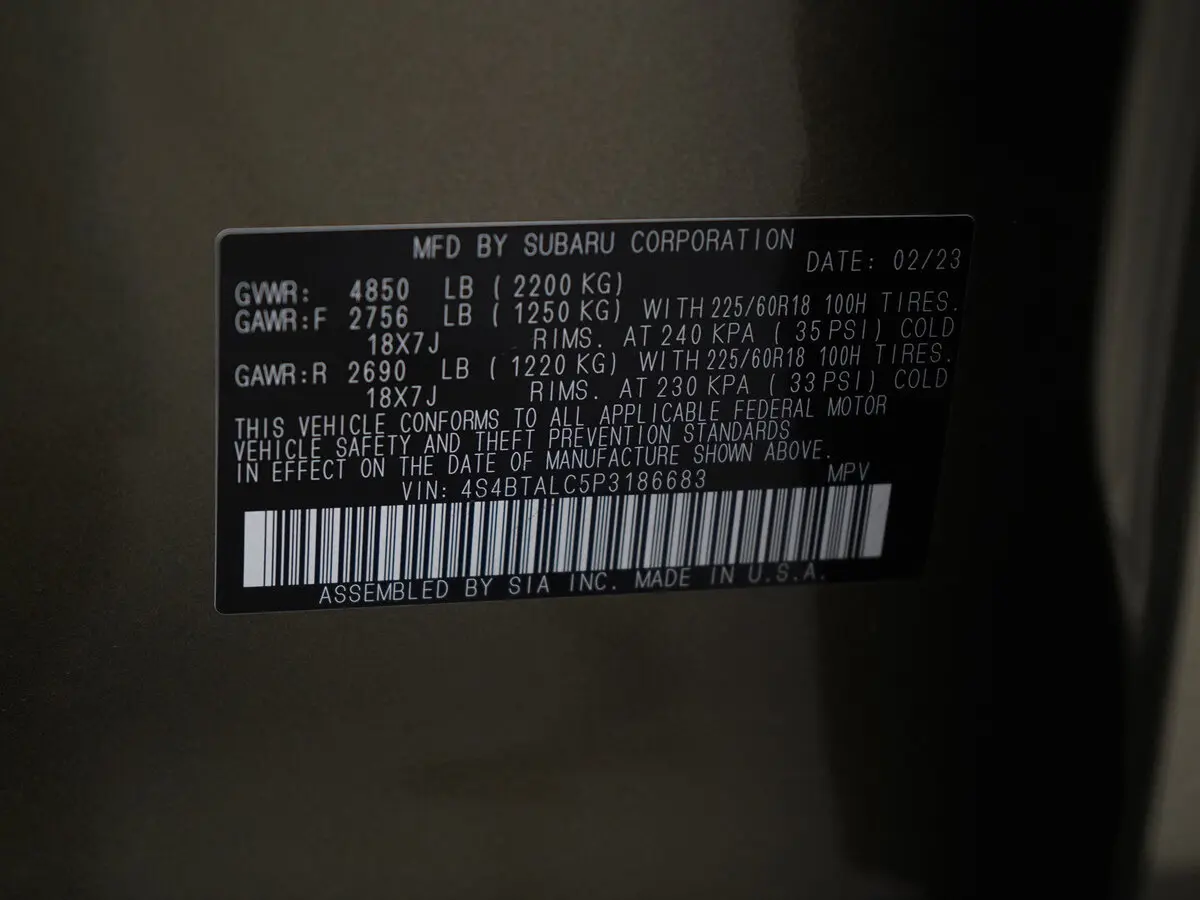 MFD BY SUBARU CORPORATION
DATE: 02/23
GVWR: 4850 LB ( 2200 KG)
GAWR:F 2756 LB ( 1250 KG) WITH 225/60R18 100H TIRES.
18X7J RIMS. AT 240 KPA ( 35 PSI) COLD
GAWR:R 2690 LB ( 1220 KG) WITH 225/60R18 100H TIRES.
18X7J RIMS. AT 230 KPA ( 33 PSI) COLD
THIS VEHICLE CONFORMS TO ALL APPLICABLE FEDERAL MOTOR
VEHICLE SAFETY AND THEFT PREVENTION STANDARDS
IN EFFECT ON THE DATE OF MANUFACTURE SHOWN ABOVE.
VIN: 4S4BTALC5P3186683 MPV
ASSEMBLED BY SIA INC. MADE IN U.S.A.